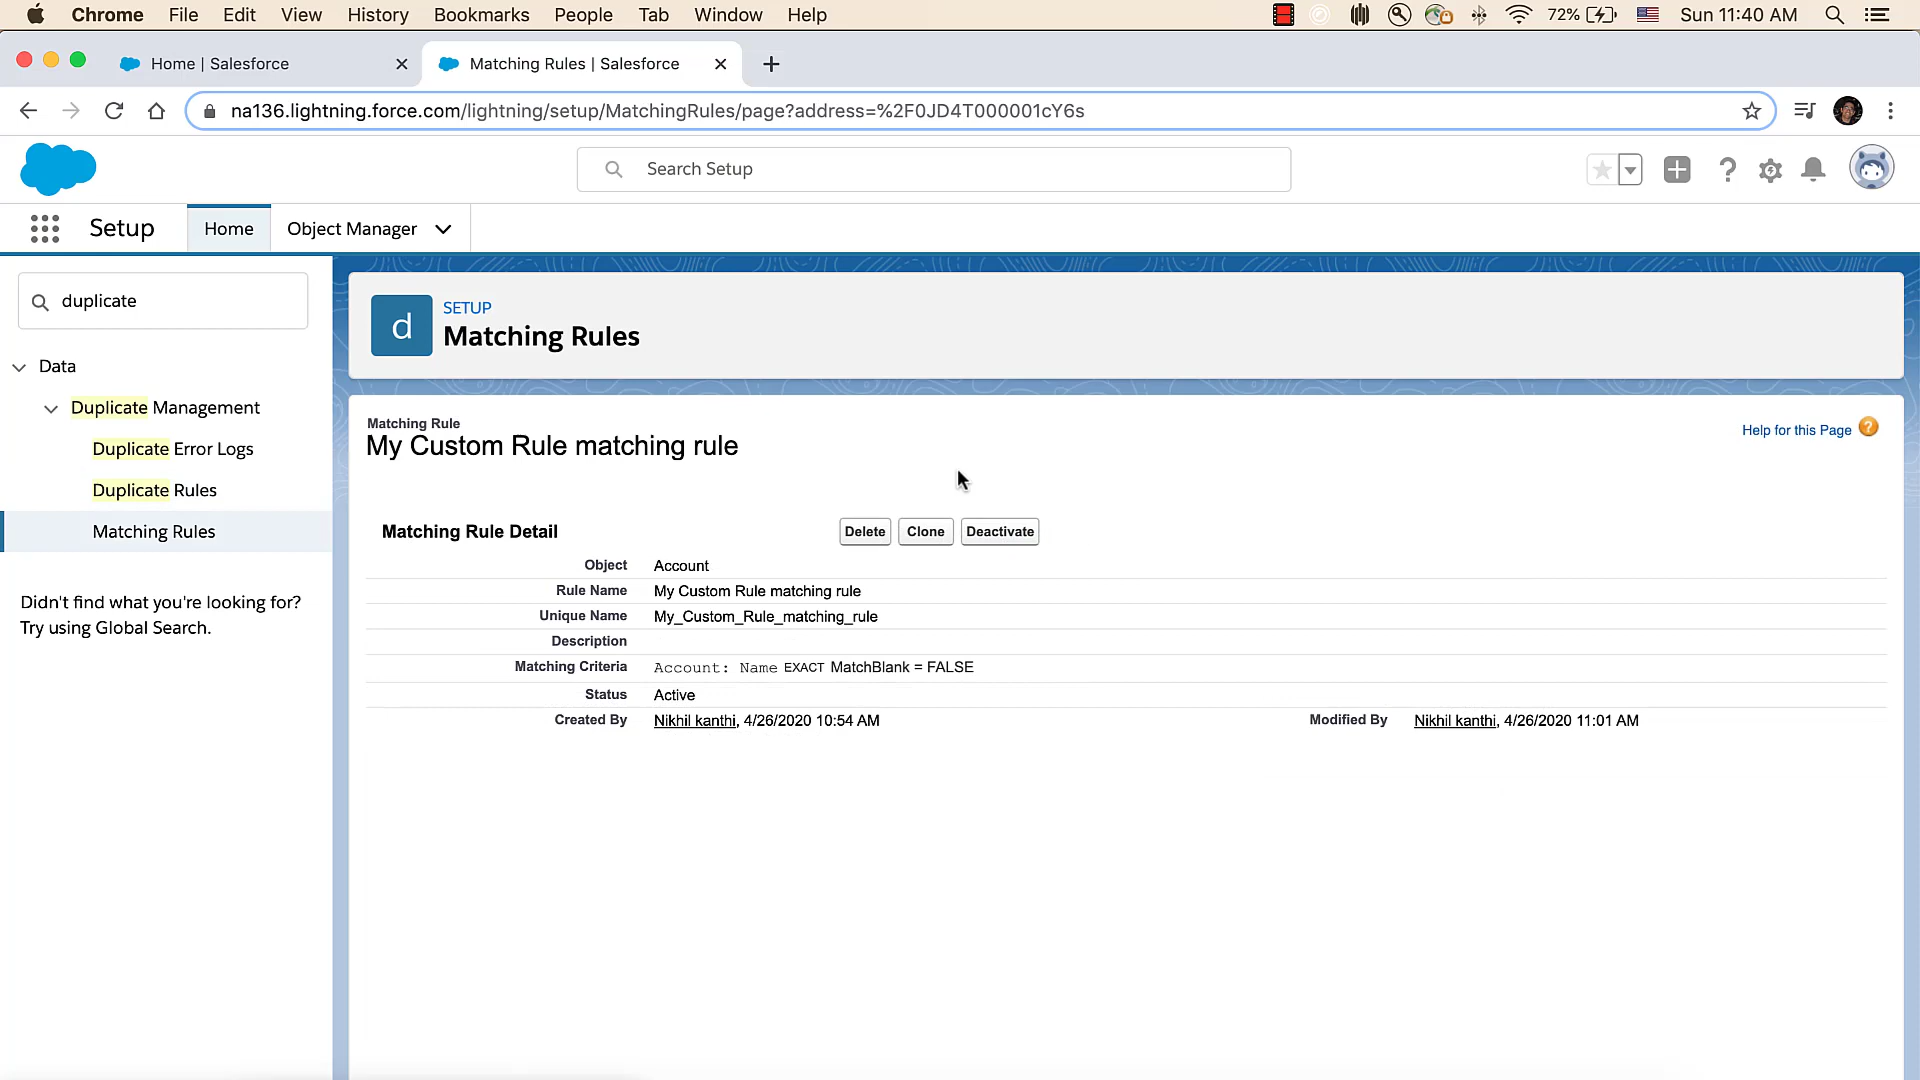 Chrome File Edit View History Bookmarks People Tab Window Help 72% Sun 11:40 AM
Home | Salesforce Matching Rules | Salesforce
na136.lightning.force.com/lightning/setup/MatchingRules/page?address=%2F0JD4T000001cY6s
Search Setup
Setup Home Object Manager
duplicate
Data
Duplicate Management
Duplicate Error Logs
Duplicate Rules
Matching Rules
Didn't find what you're looking for?
Try using Global Search.
d
SETUP
Matching Rules
Matching Rule
My Custom Rule matching rule
Help for this Page ?
Matching Rule Detail Delete Clone Deactivate
Object Account
Rule Name My Custom Rule matching rule
Unique Name My_Custom_Rule_matching_rule
Description
Matching Criteria Account: Name EXACT MatchBlank = FALSE
Status Active
Created By Nikhil kanthi, 4/26/2020 10:54 AM Modified By Nikhil kanthi, 4/26/2020 11:01 AM